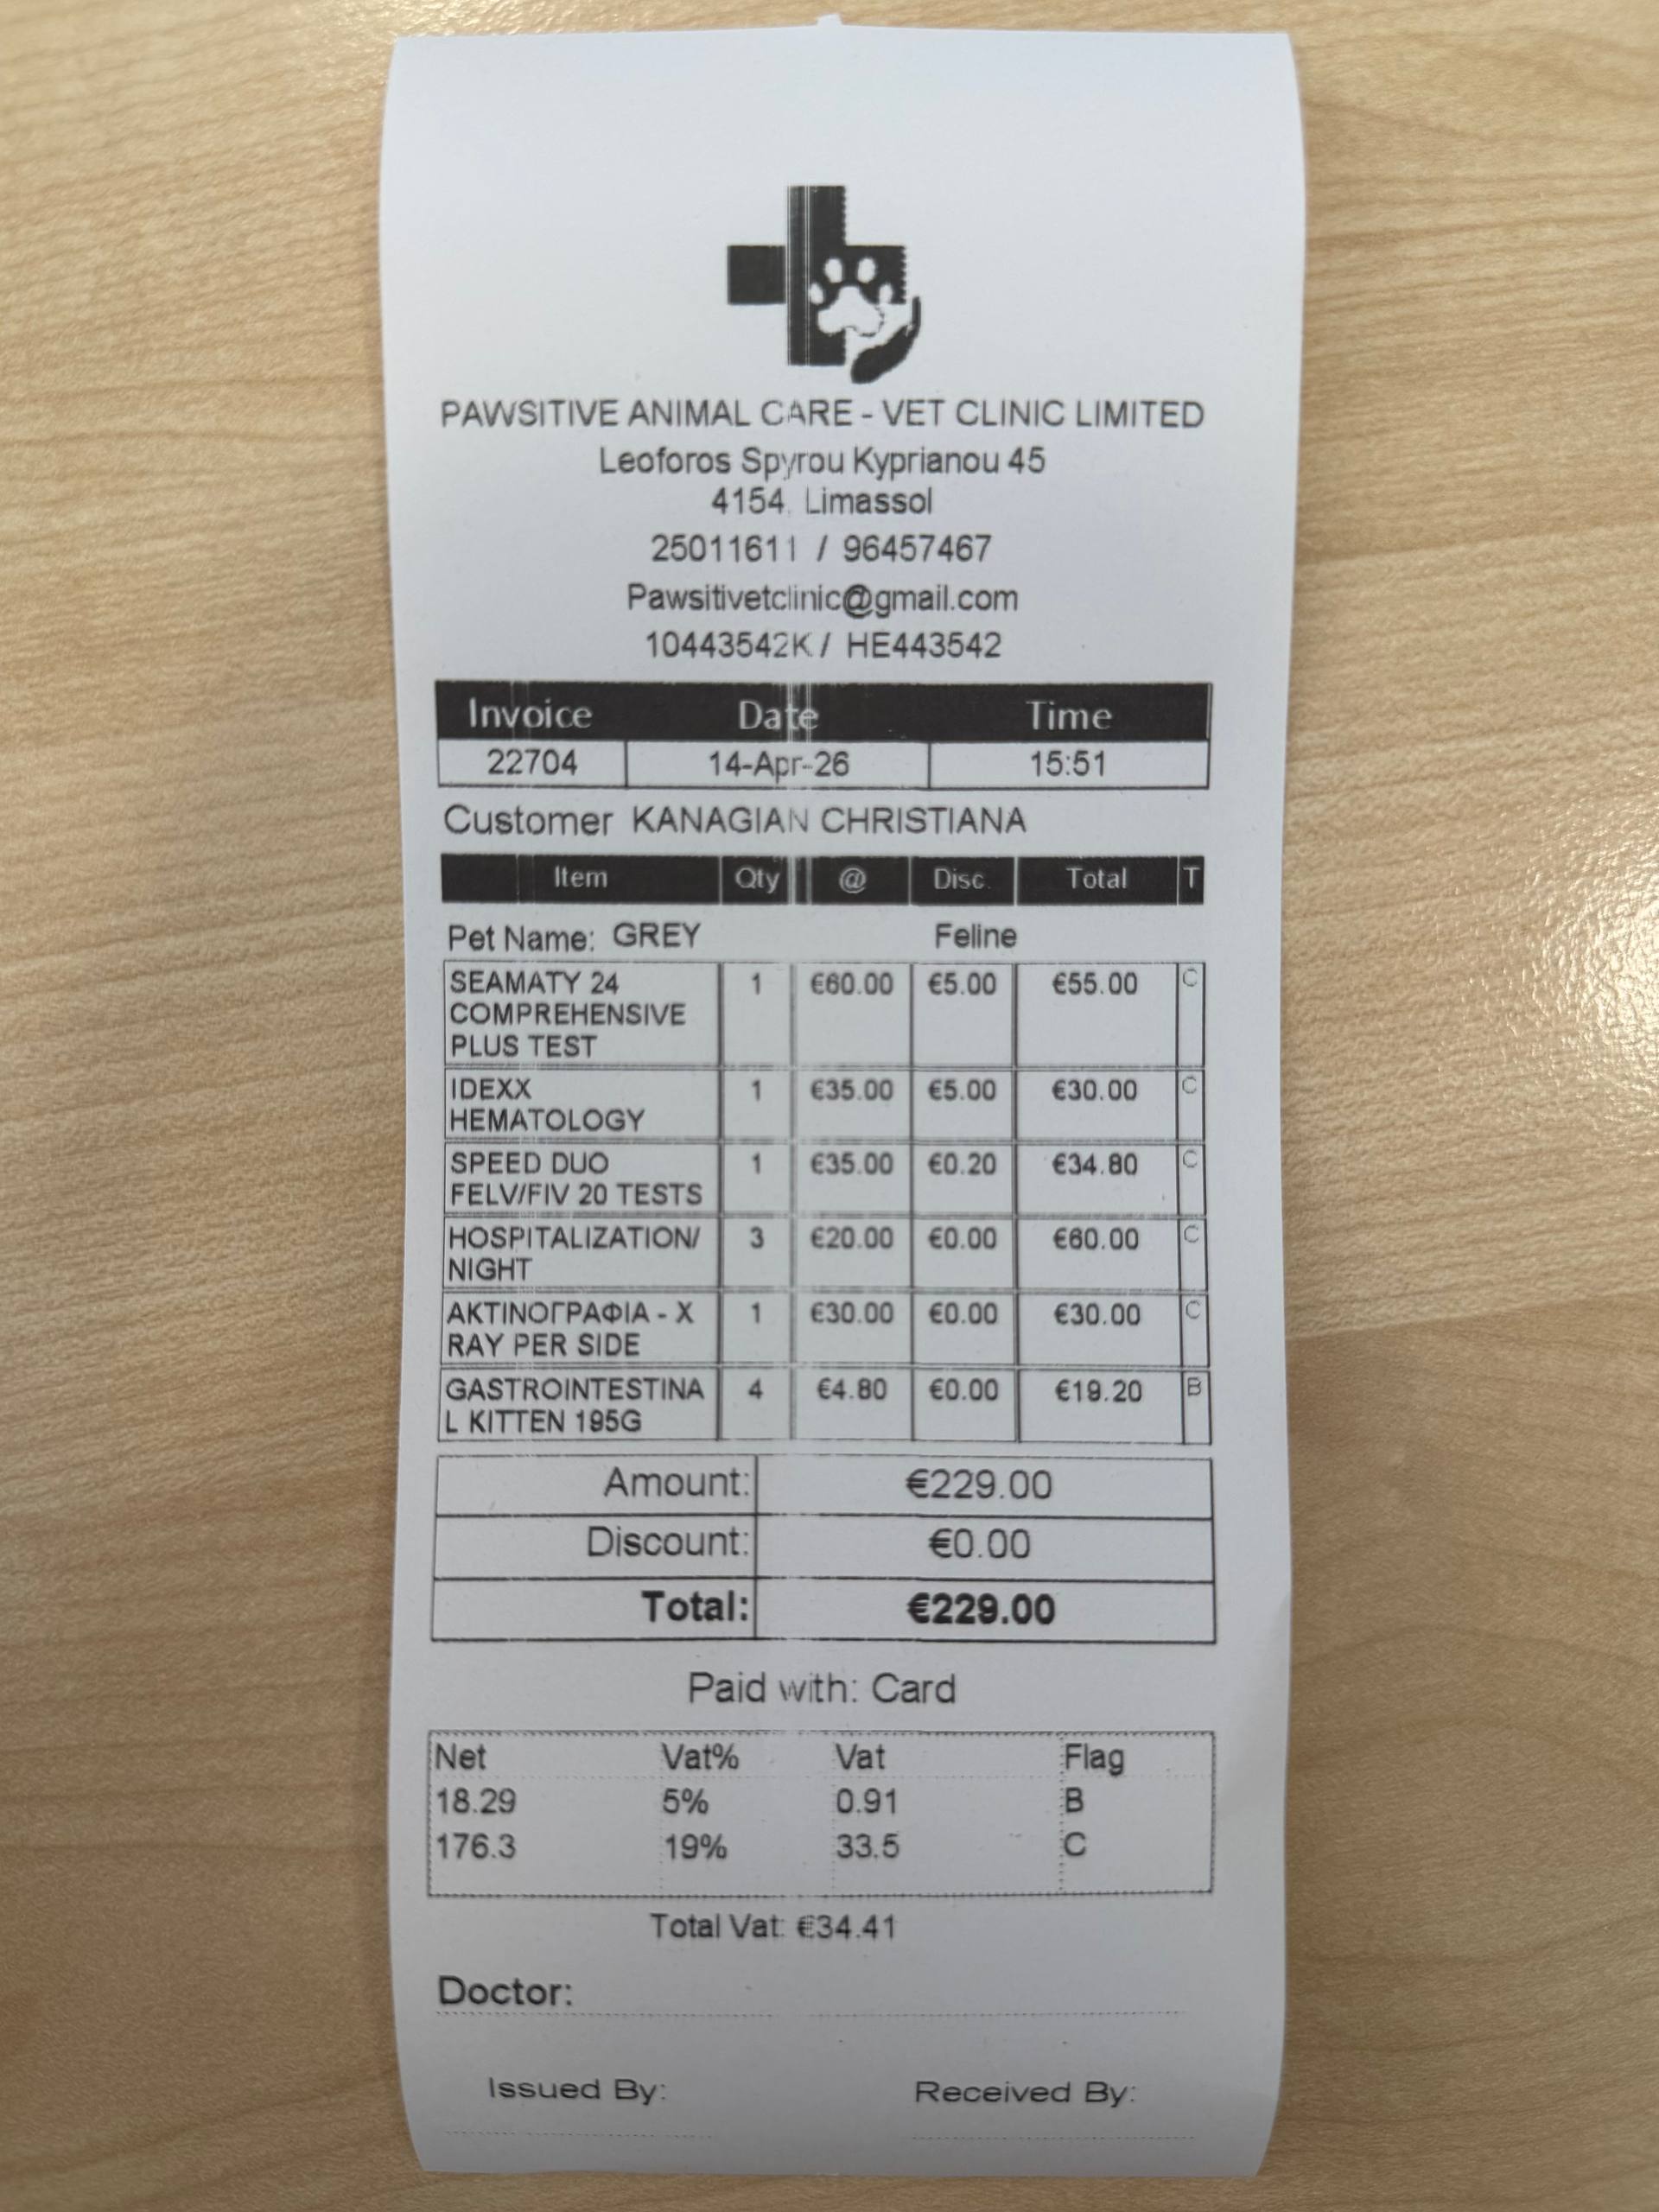 PAWSITIVE ANIMAL CARE - VET CLINIC LIMITED
Leoforos Spyrou Kyprianou 45
4154, Limassol
25011611 / 96457467
Pawsitivetclinic@gmail.com
10443542K / HE443542
Invoice Date Time
22704 14-Apr-26 15:51
Customer KANAGIAN CHRISTIANA
Item Qty @ Disc. Total T
Pet Name: GREY Feline
SEAMATY 24 1 €60.00 €5.00 €55.00 C
COMPREHENSIVE
PLUS TEST
IDEXX 1 €35.00 €5.00 €30.00 C
HEMATOLOGY
SPEED DUO 1 €35.00 €0.20 €34.80 C
FELV/FIV 20 TESTS
HOSPITALIZATION/ 3 €20.00 €0.00 €60.00 C
NIGHT
ΑΚΤΙΝΟΓΡΑΦΙΑ - X 1 €30.00 €0.00 €30.00 C
RAY PER SIDE
GASTROINTESTINA 4 €4.80 €0.00 €19.20 B
L KITTEN 195G
Amount: €229.00
Discount: €0.00
Total: €229.00
Paid with: Card
Net Vat% Vat Flag
18.29 5% 0.91 B
176.3 19% 33.5 C
Total Vat: €34.41
Doctor:
Issued By: Received By: